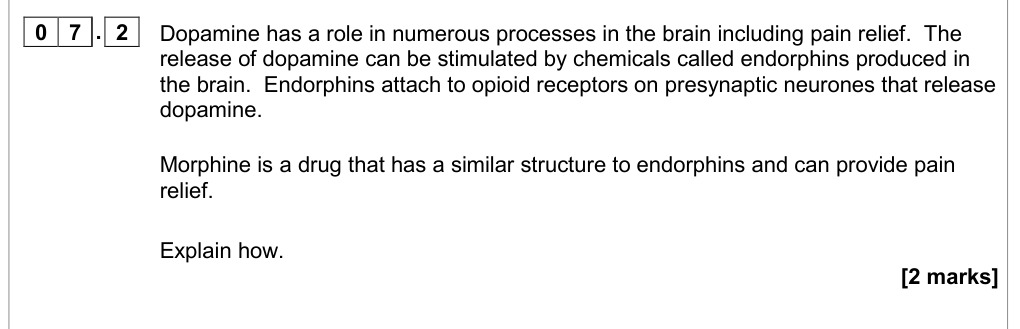 0 7 . 2 Dopamine has a role in numerous processes in the brain including pain relief. The
release of dopamine can be stimulated by chemicals called endorphins produced in
the brain. Endorphins attach to opioid receptors on presynaptic neurones that release
dopamine.
Morphine is a drug that has a similar structure to endorphins and can provide pain
relief.
Explain how.
[2 marks]